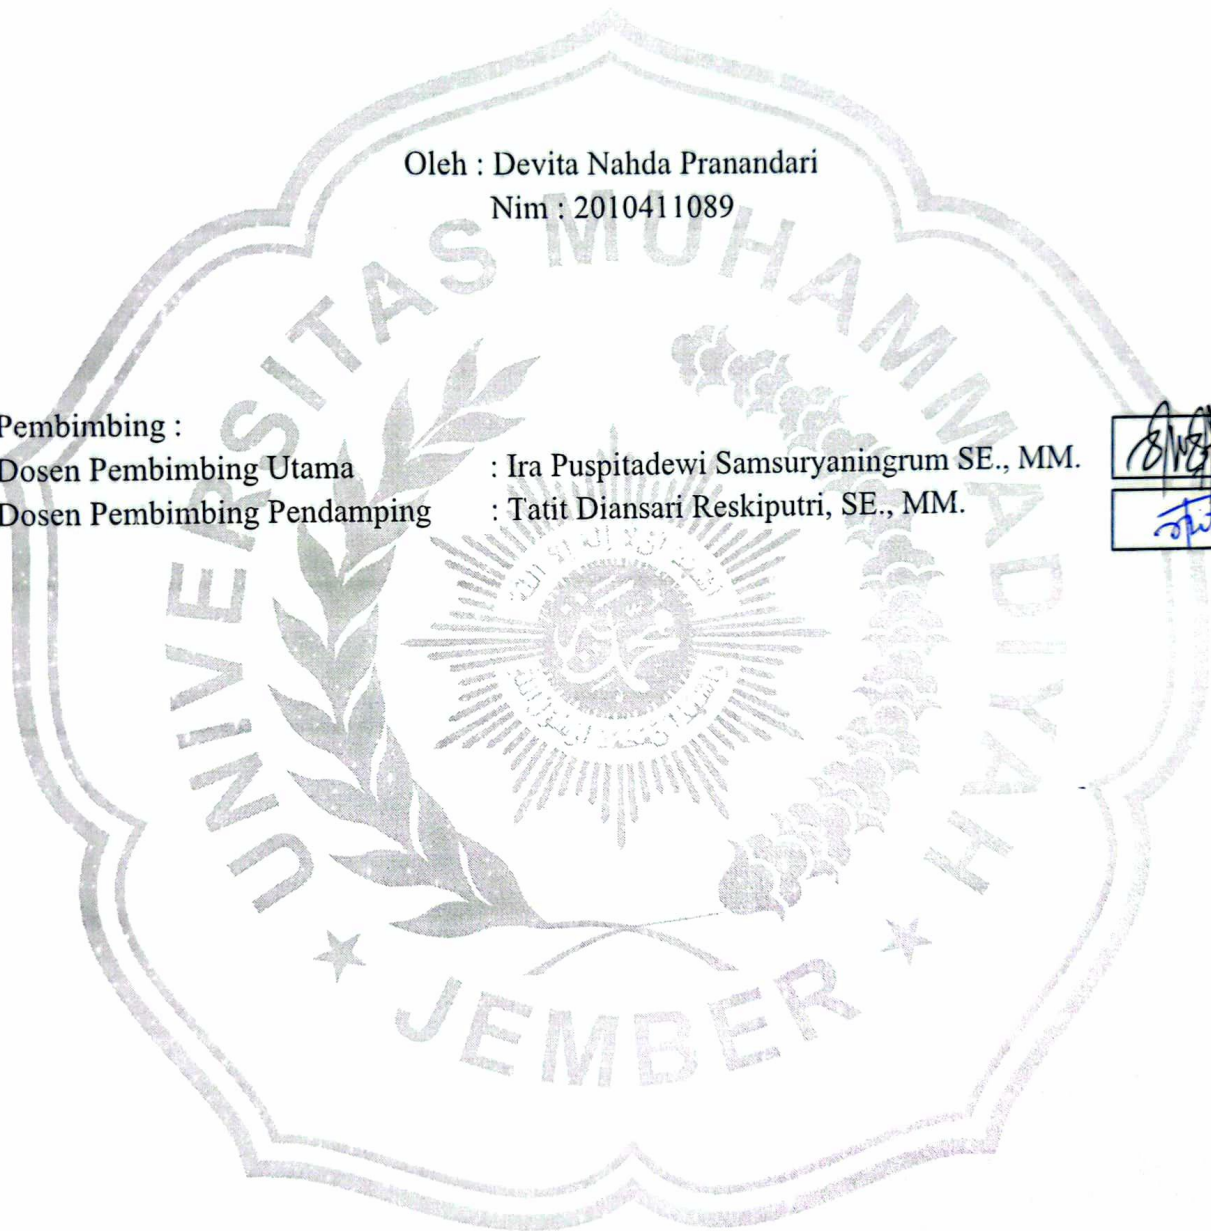 Oleh : Devita Nahda Pranandari
Nim : 2010411089
UNIVERSITAS MUHAMMADIYAH
Pembimbing :
Dosen Pembimbing Utama : Ira Puspitadewi Samsuryaningrum SE., MM.
Dosen Pembimbing Pendamping : Tatit Diansari Reskiputri, SE., MM.
JEMBER